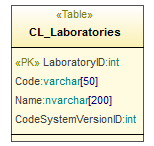 «Table»
CL_Laboratories
«PK» LaboratoryID:int
Code:varchar[50]
Name:nvarchar[200]
CodeSystemVersionID:int